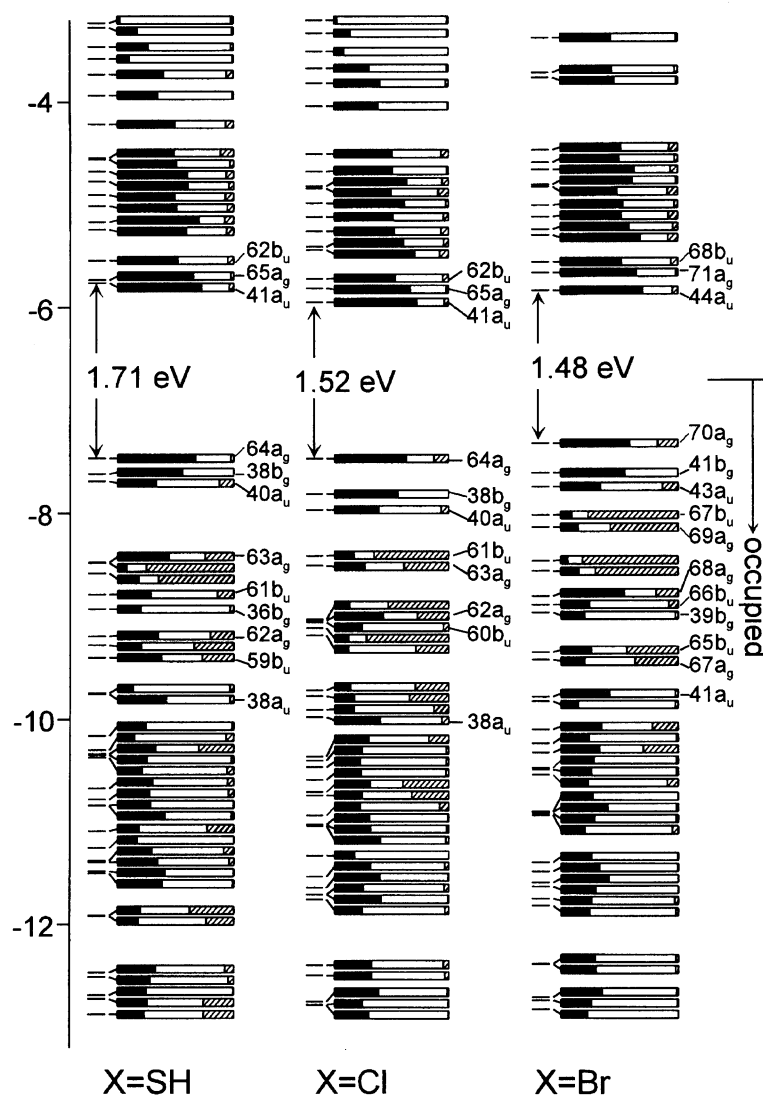 -4
-6
-8
-10
-12
62bu
65ag
41au
1.71 eV
64ag
38bg
40au
63ag
61bu
36bg
62ag
59bu
38au
X=SH
62bu
65ag
41au
1.52 eV
64ag
38bg
40au
61bu
63ag
62ag
60bu
38au
X=Cl
68bu
71ag
44au
1.48 eV
70ag
41bg
43au
67bu
69ag
68ag
66bu
39bg
65bu
67ag
41au
X=Br
occupied